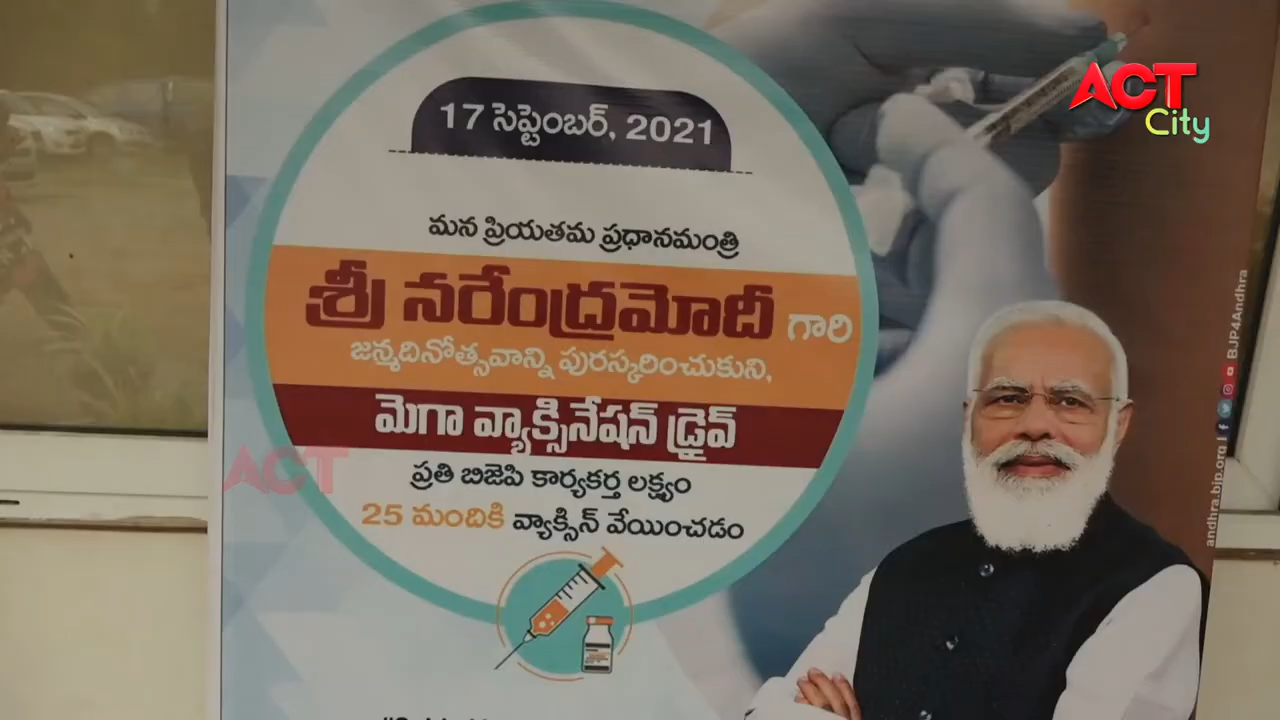 17 సెప్టెంబర్, 2021
మన ప్రియతమ ప్రధానమంత్రి
శ్రీ నరేంద్రమోదీ గారి
జన్మదినోత్సవాన్ని పురస్కరించుకుని,
మెగా వ్యాక్సినేషన్ డ్రైవ్
ప్రతి బిజెపి కార్యకర్త లక్ష్యం
25 మందికి వ్యాక్సిన్ వేయించడం
ACT
City
ACT
andhra.bjp.org | BJP4Andhra